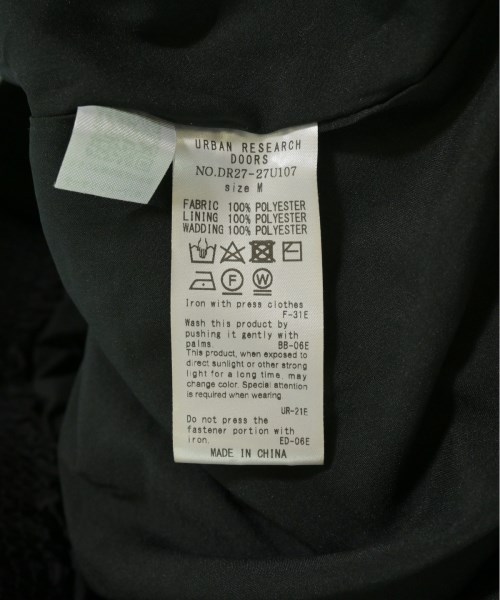 URBAN RESEARCH
DOORS
NO.DR27-27U107
size M
FABRIC 100% POLYESTER
LINING 100% POLYESTER
WADDING 100% POLYESTER
F W
Iron with press clothes
F-31E
Wash this product by
pushing it gently with
palms. BB-06E
This product, when exposed to
direct sunlight or other strong
light for a long time, may
change color. Special attention
is required when wearing.
UR-21E
Do not press the
fastener portion with
iron. ED-06E
MADE IN CHINA